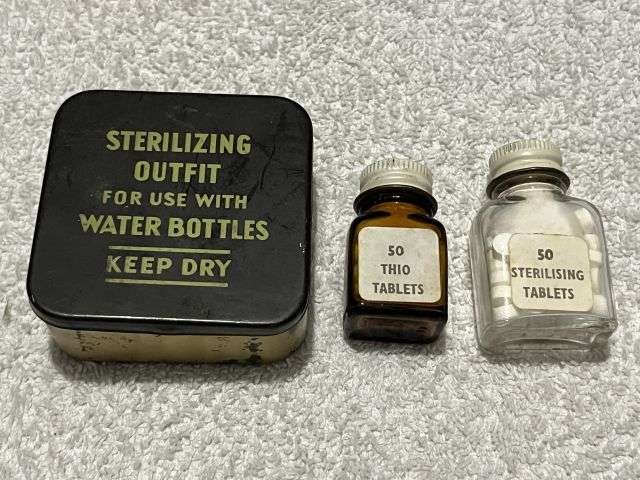 STERILIZING
OUTFIT
FOR USE WITH
WATER BOTTLES
KEEP DRY
50
THIO
TABLETS
50
STERILISING
TABLETS